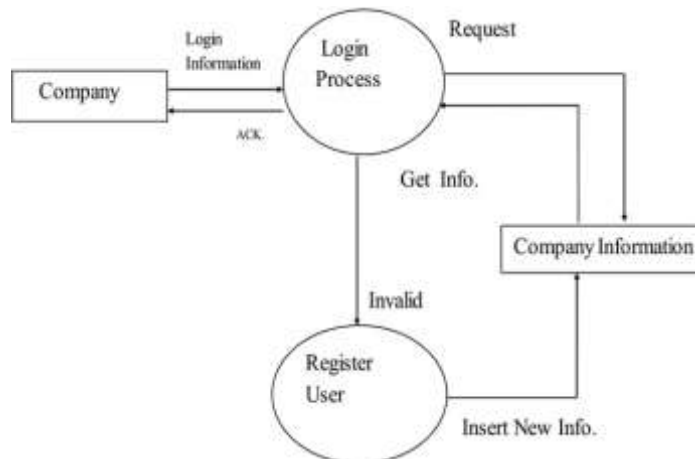 Login
Information
Company
ACK
Login
Process
Request
Get Info.
Company Information
Invalid
Register
User
Insert New Info.